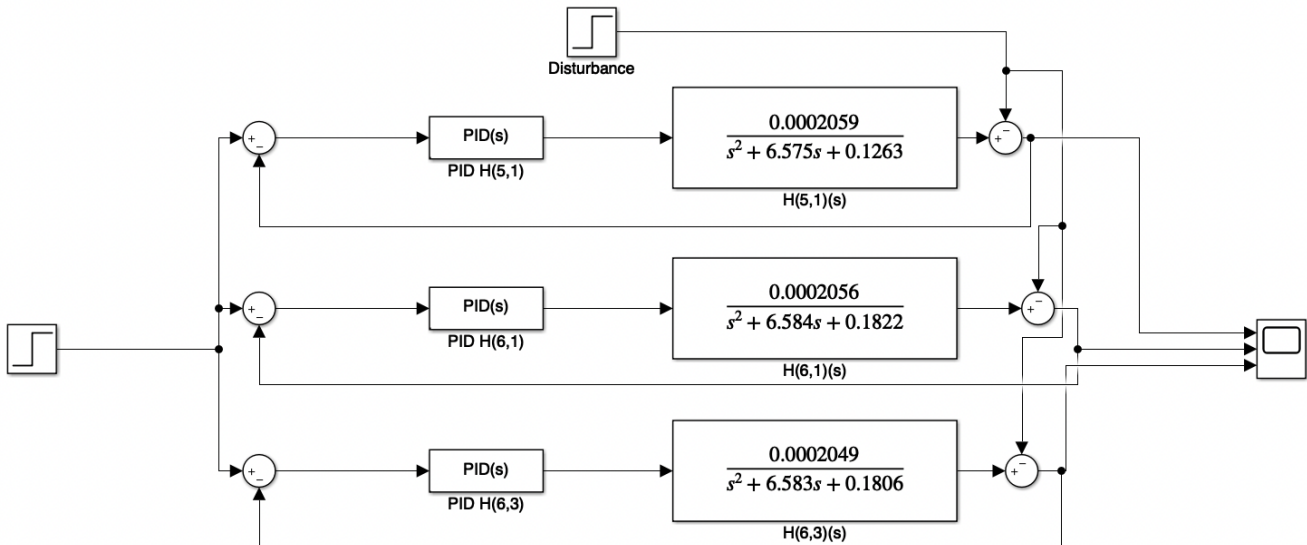 Disturbance
PID(s)
PID H(5,1)
0.0002059
s² + 6.575s + 0.1263
H(5,1)(s)
PID(s)
PID H(6,1)
0.0002056
s² + 6.584s + 0.1822
H(6,1)(s)
PID(s)
PID H(6,3)
0.0002049
s² + 6.583s + 0.1806
H(6,3)(s)